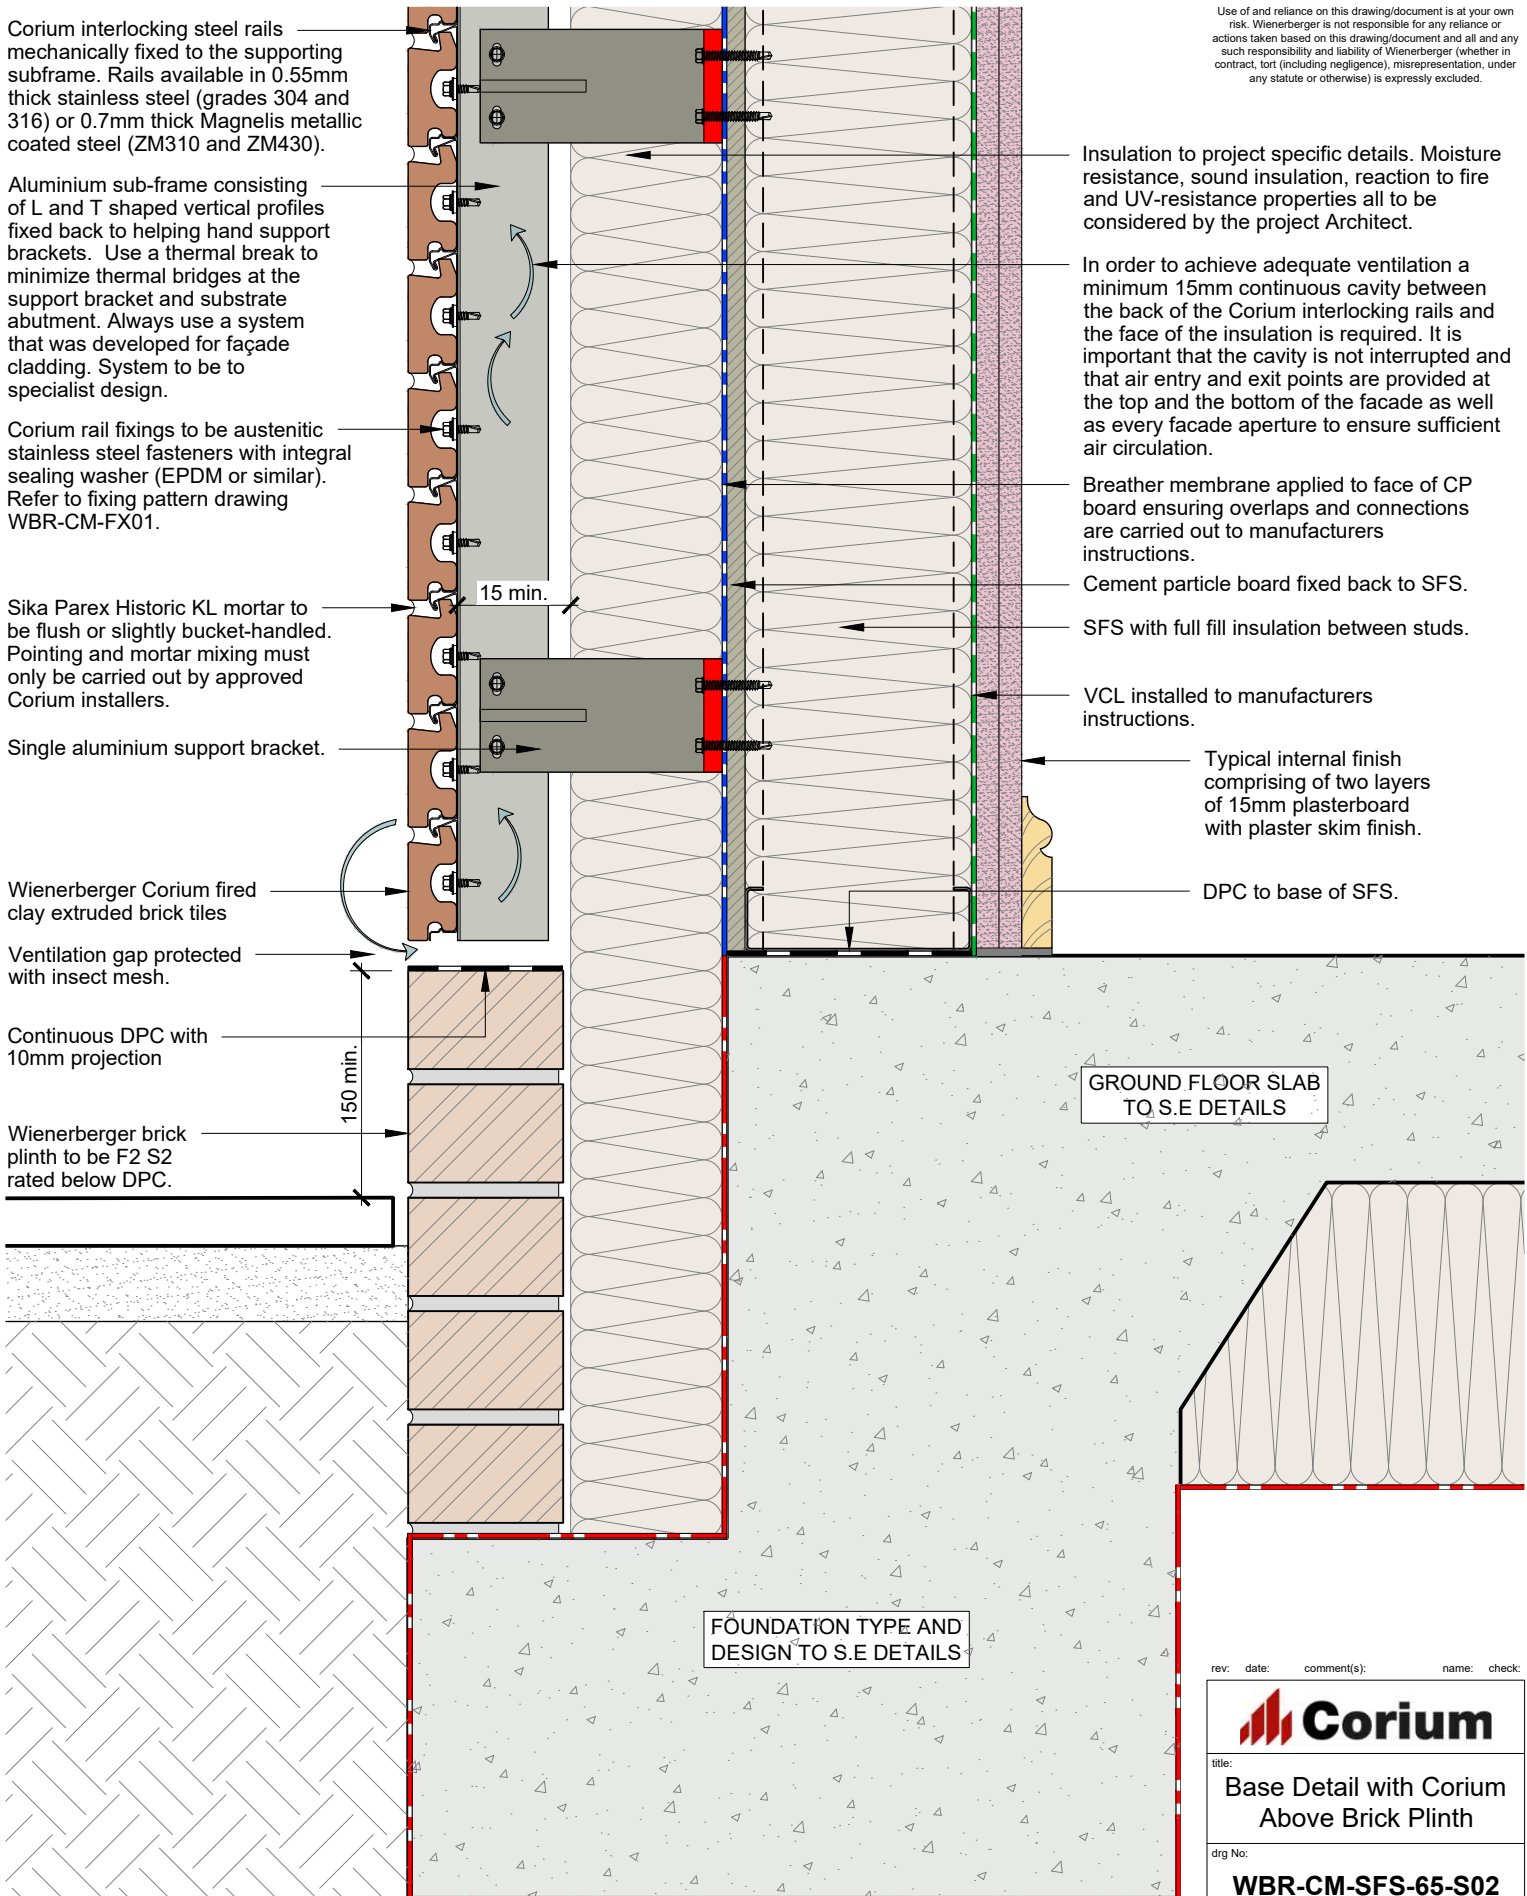 Use of and reliance on this drawing/document is at your own
risk. Wienerberger is not responsible for any reliance or
actions taken based on this drawing/document and all and any
such responsibility and liability of Wienerberger (whether in
contract, tort (including negligence), misrepresentation, under
any statute or otherwise) is expressly excluded.
Corium interlocking steel rails
mechanically fixed to the supporting
subframe. Rails available in 0.55mm
thick stainless steel (grades 304 and
316) or 0.7mm thick Magnelis metallic
coated steel (ZM310 and ZM430).
Aluminium sub-frame consisting
of L and T shaped vertical profiles
fixed back to helping hand support
brackets. Use a thermal break to
minimize thermal bridges at the
support bracket and substrate
abutment. Always use a system
that was developed for façade
cladding. System to be to
specialist design.
Corium rail fixings to be austenitic
stainless steel fasteners with integral
sealing washer (EPDM or similar).
Refer to fixing pattern drawing
WBR-CM-FX01.
Sika Parex Historic KL mortar to
be flush or slightly bucket-handled.
Pointing and mortar mixing must
only be carried out by approved
Corium installers.
Single aluminium support bracket.
Wienerberger Corium fired
clay extruded brick tiles
Ventilation gap protected
with insect mesh.
Continuous DPC with
10mm projection
Wienerberger brick
plinth to be F2 S2
rated below DPC.
15 min.
150 min.
Insulation to project specific details. Moisture
resistance, sound insulation, reaction to fire
and UV-resistance properties all to be
considered by the project Architect.
In order to achieve adequate ventilation a
minimum 15mm continuous cavity between
the back of the Corium interlocking rails and
the face of the insulation is required. It is
important that the cavity is not interrupted and
that air entry and exit points are provided at
the top and the bottom of the facade as well
as every facade aperture to ensure sufficient
air circulation.
Breather membrane applied to face of CP
board ensuring overlaps and connections
are carried out to manufacturers
instructions.
Cement particle board fixed back to SFS.
SFS with full fill insulation between studs.
VCL installed to manufacturers
instructions.
Typical internal finish
comprising of two layers
of 15mm plasterboard
with plaster skim finish.
DPC to base of SFS.
GROUND FLOOR SLAB
TO S.E DETAILS
FOUNDATION TYPE AND
DESIGN TO S.E DETAILS
rev: date: comment(s): name: check:
Corium
title:
Base Detail with Corium
Above Brick Plinth
drg No:
WBR-CM-SFS-65-S02